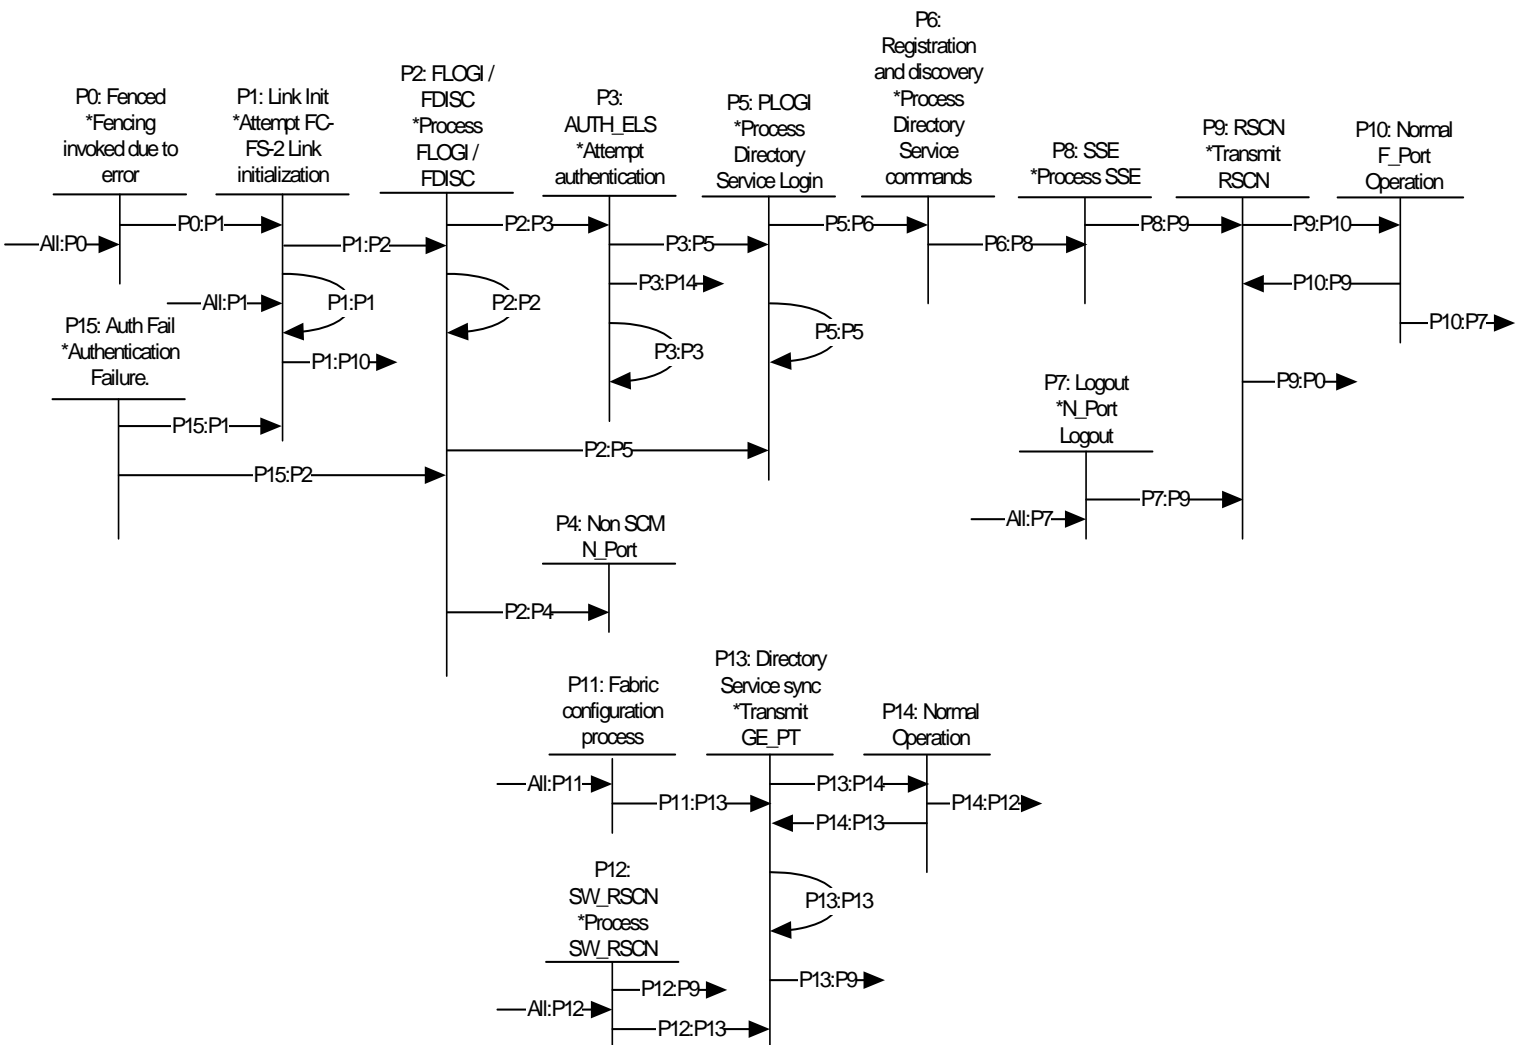 P0: Fenced
*Fencing
invoked due to
error
P1: Link Init
*Attempt FC-
FS-2 Link
initialization
P2: FLOGI /
FDISC
*Process
FLOGI /
FDISC
P3:
AUTH_ELS
*Attempt
authentication
P5: PLOGI
*Process
Directory
Service Login
P6:
Registration
and discovery
*Process
Directory
Service
commands
P8: SSE
*Process SSE
P9: RSCN
*Transmit
RSCN
P10: Normal
F_Port
Operation
P0:P1
All:P0
P1:P2
All:P1
P1:P1
P1:P10
P2:P3
P2:P2
P3:P5
P3:P14
P3:P3
P5:P6
P5:P5
P6:P8
P8:P9
P9:P10
P10:P9
P10:P7
P9:P0
P15: Auth Fail
*Authentication
Failure.
P15:P1
P15:P2
P2:P5
P7: Logout
*N_Port
Logout
P7:P9
All:P7
P4: Non SCM
N_Port
P2:P4
P11: Fabric
configuration
process
P13: Directory
Service sync
*Transmit
GE_PT
P14: Normal
Operation
All:P11
P11:P13
P13:P14
P14:P12
P14:P13
P13:P13
P13:P9
P12:
SW_RSCN
*Process
SW_RSCN
P12:P9
All:P12
P12:P13